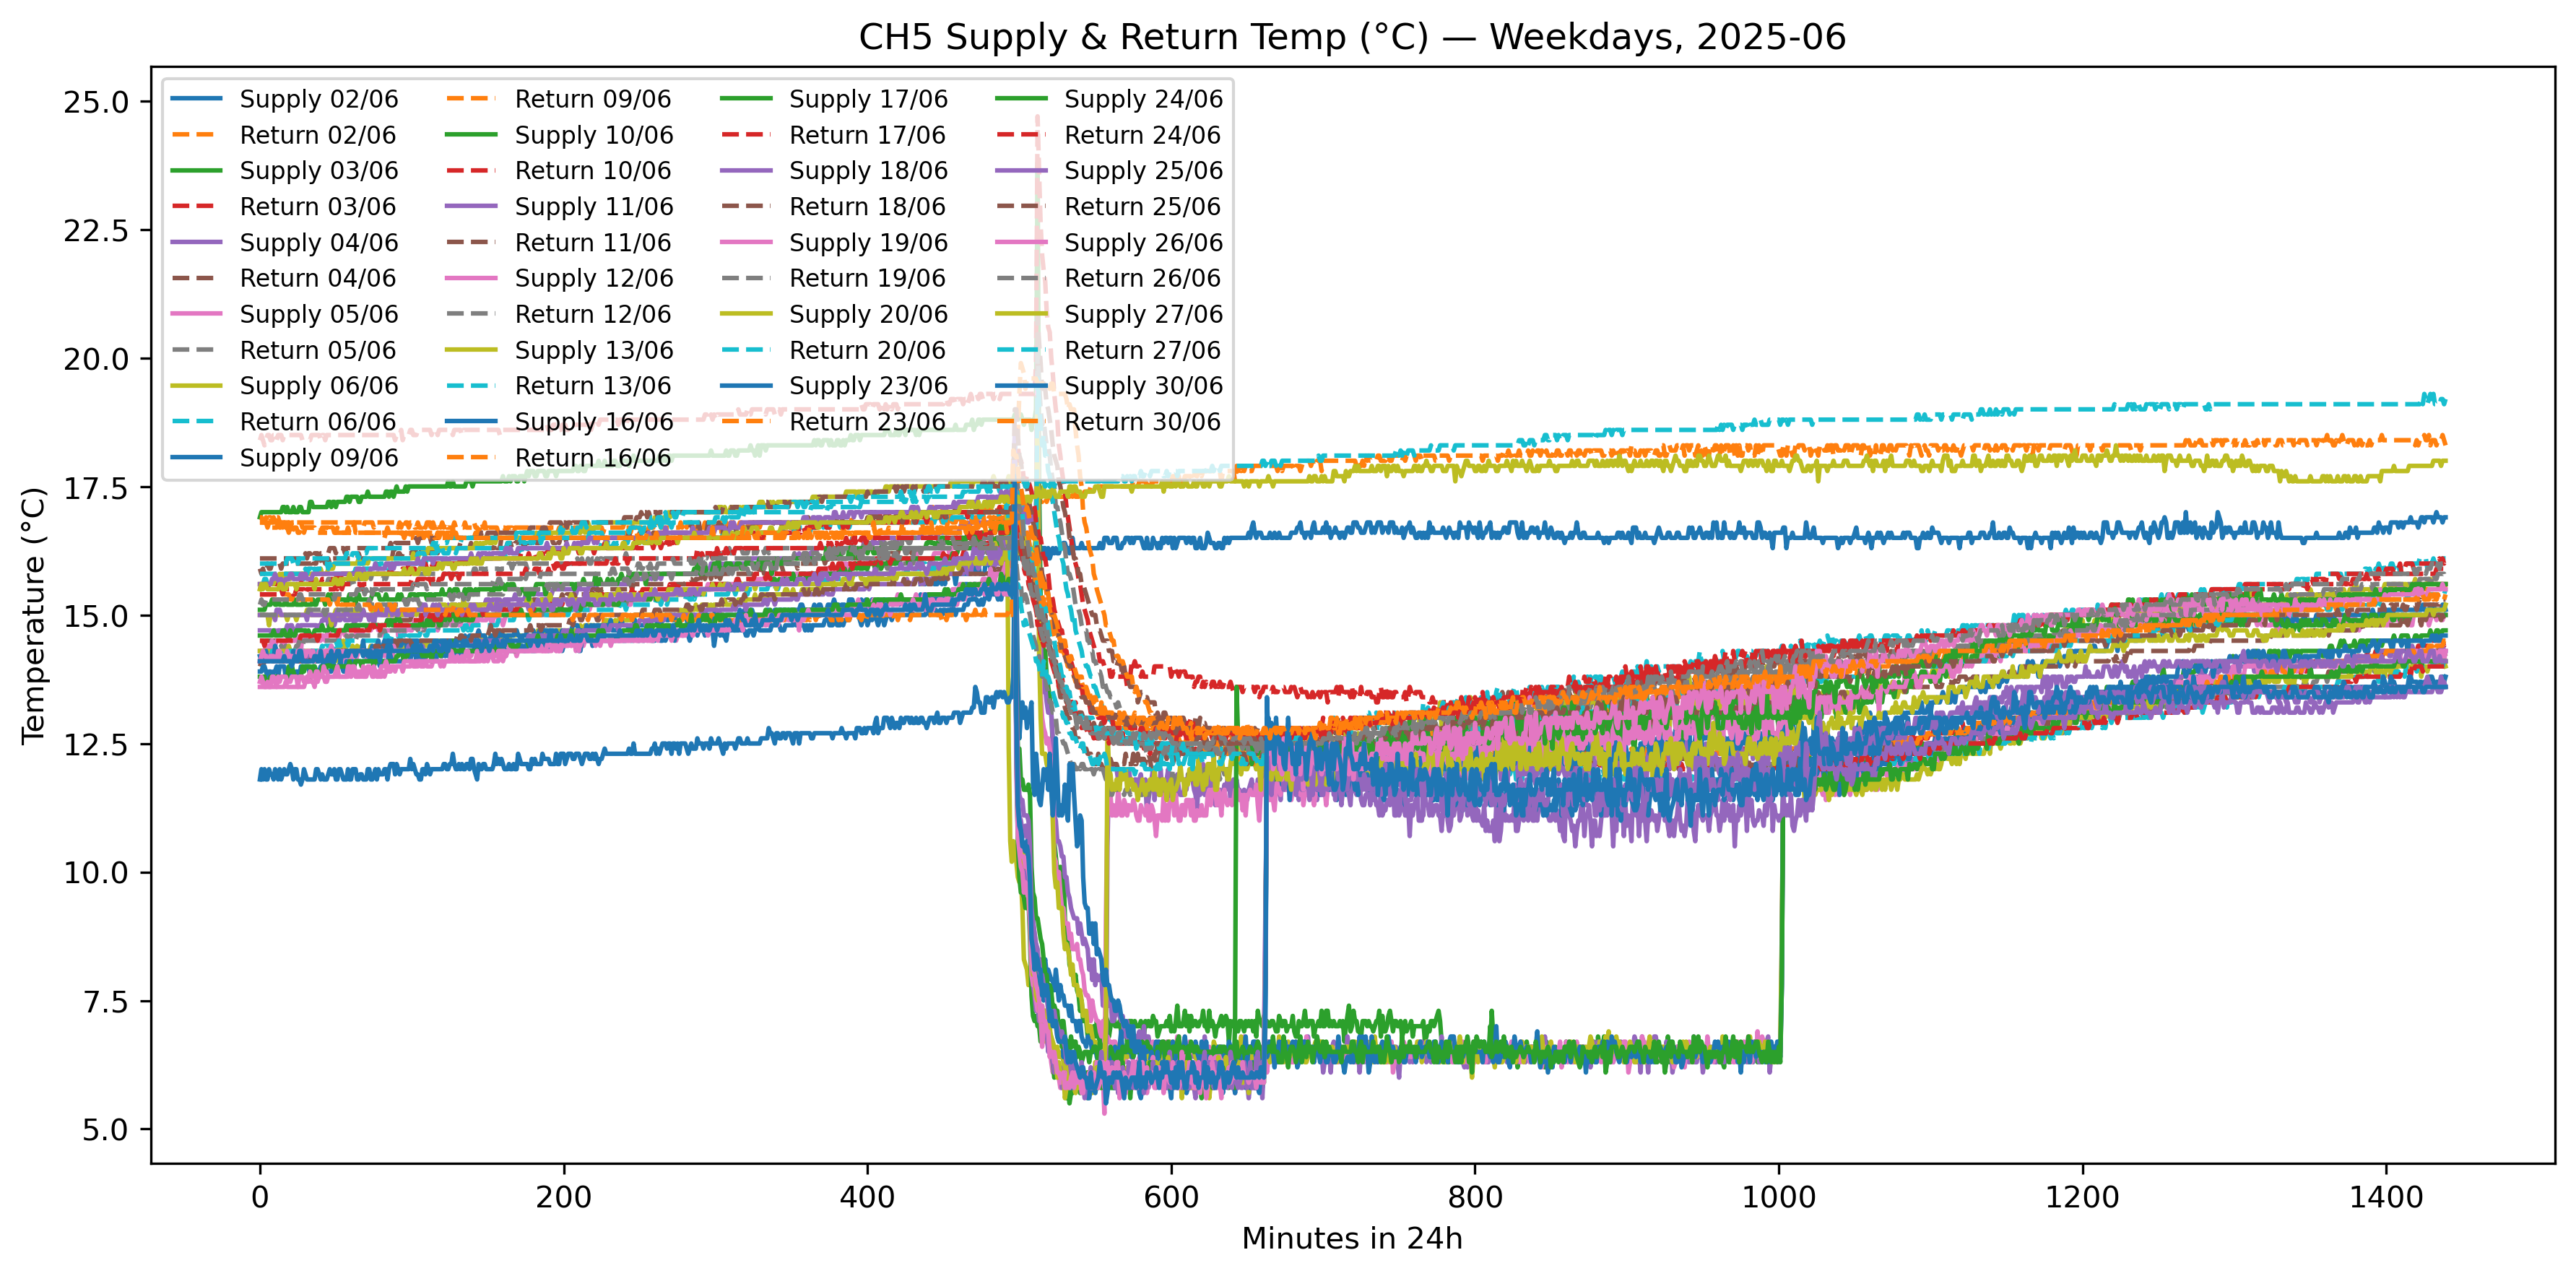 CH5 Supply & Return Temp (°C) — Weekdays, 2025-06
Temperature (°C)
25.0
22.5
20.0
17.5
15.0
12.5
10.0
7.5
5.0
Supply 02/06
Return 02/06
Supply 03/06
Return 03/06
Supply 04/06
Return 04/06
Supply 05/06
Return 05/06
Supply 06/06
Return 06/06
Supply 09/06
Return 09/06
Supply 10/06
Return 10/06
Supply 11/06
Return 11/06
Supply 12/06
Return 12/06
Supply 13/06
Return 13/06
Supply 16/06
Return 16/06
Supply 17/06
Return 17/06
Supply 18/06
Return 18/06
Supply 19/06
Return 19/06
Supply 20/06
Return 20/06
Supply 23/06
Return 23/06
Supply 24/06
Return 24/06
Supply 25/06
Return 25/06
Supply 26/06
Return 26/06
Supply 27/06
Return 27/06
Supply 30/06
Return 30/06
0 200 400 600 800 1000 1200 1400
Minutes in 24h